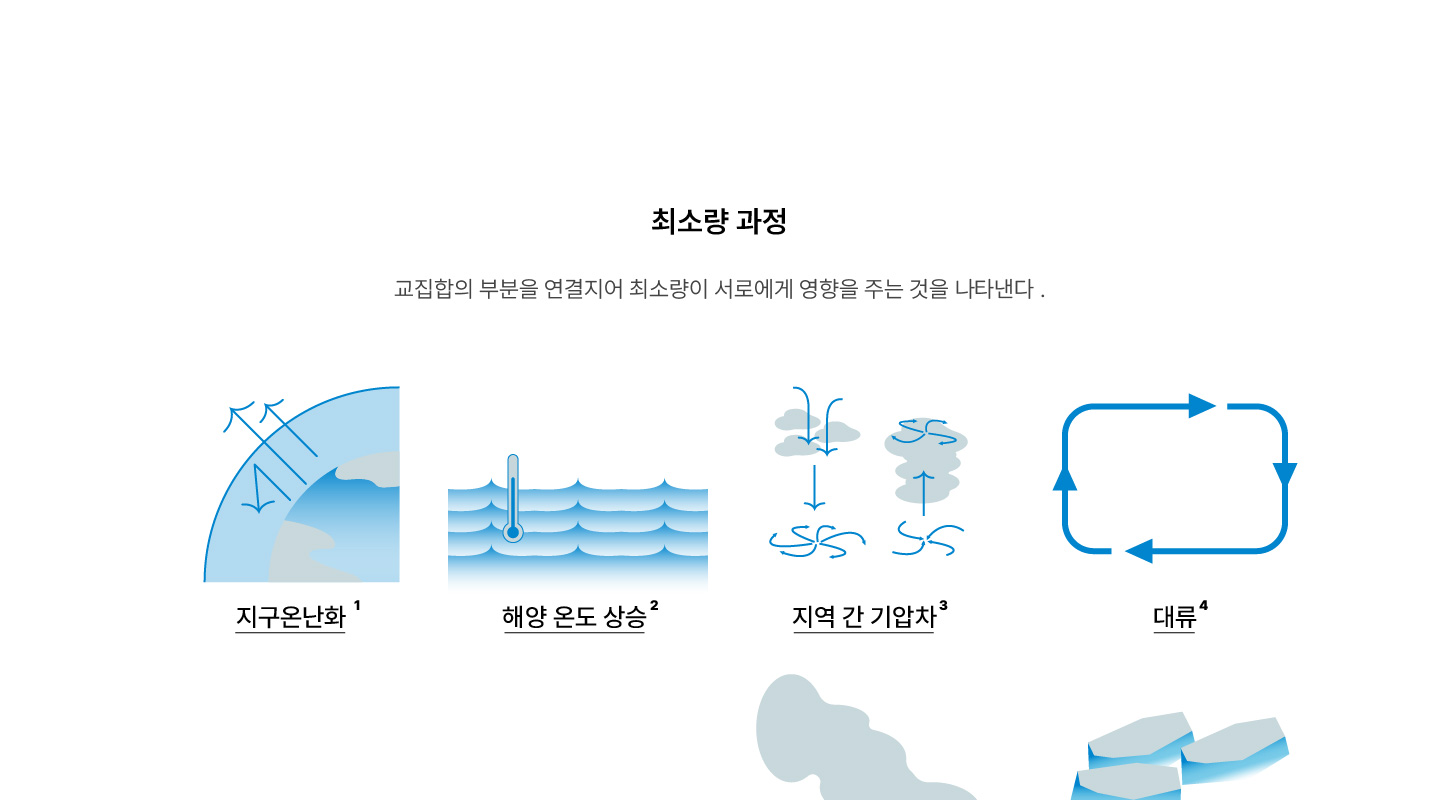 최소량 과정
교집합의 부분을 연결지어 최소량이 서로에게 영향을 주는 것을 나타낸다 .
지구온난화 1
해양 온도 상승 2
지역 간 기압차 3
대류 4